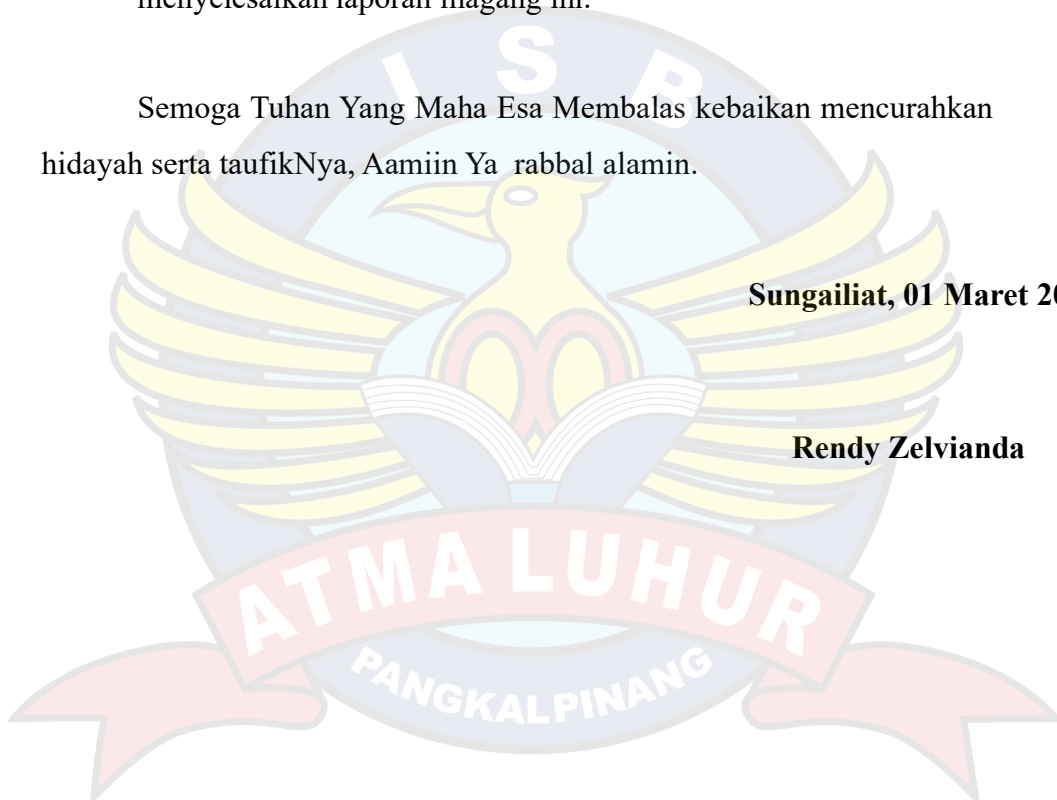 menyelesaikan laporan magang ini.
Semoga Tuhan Yang Maha Esa Membalas kebaikan mencurahkan
hidayah serta taufikNya, Aamiin Ya  rabbal alamin.
Sungailiat, 01 Maret 20
Rendy Zelvianda
I S B
ATMA LUHUR
PANGKALPINANG